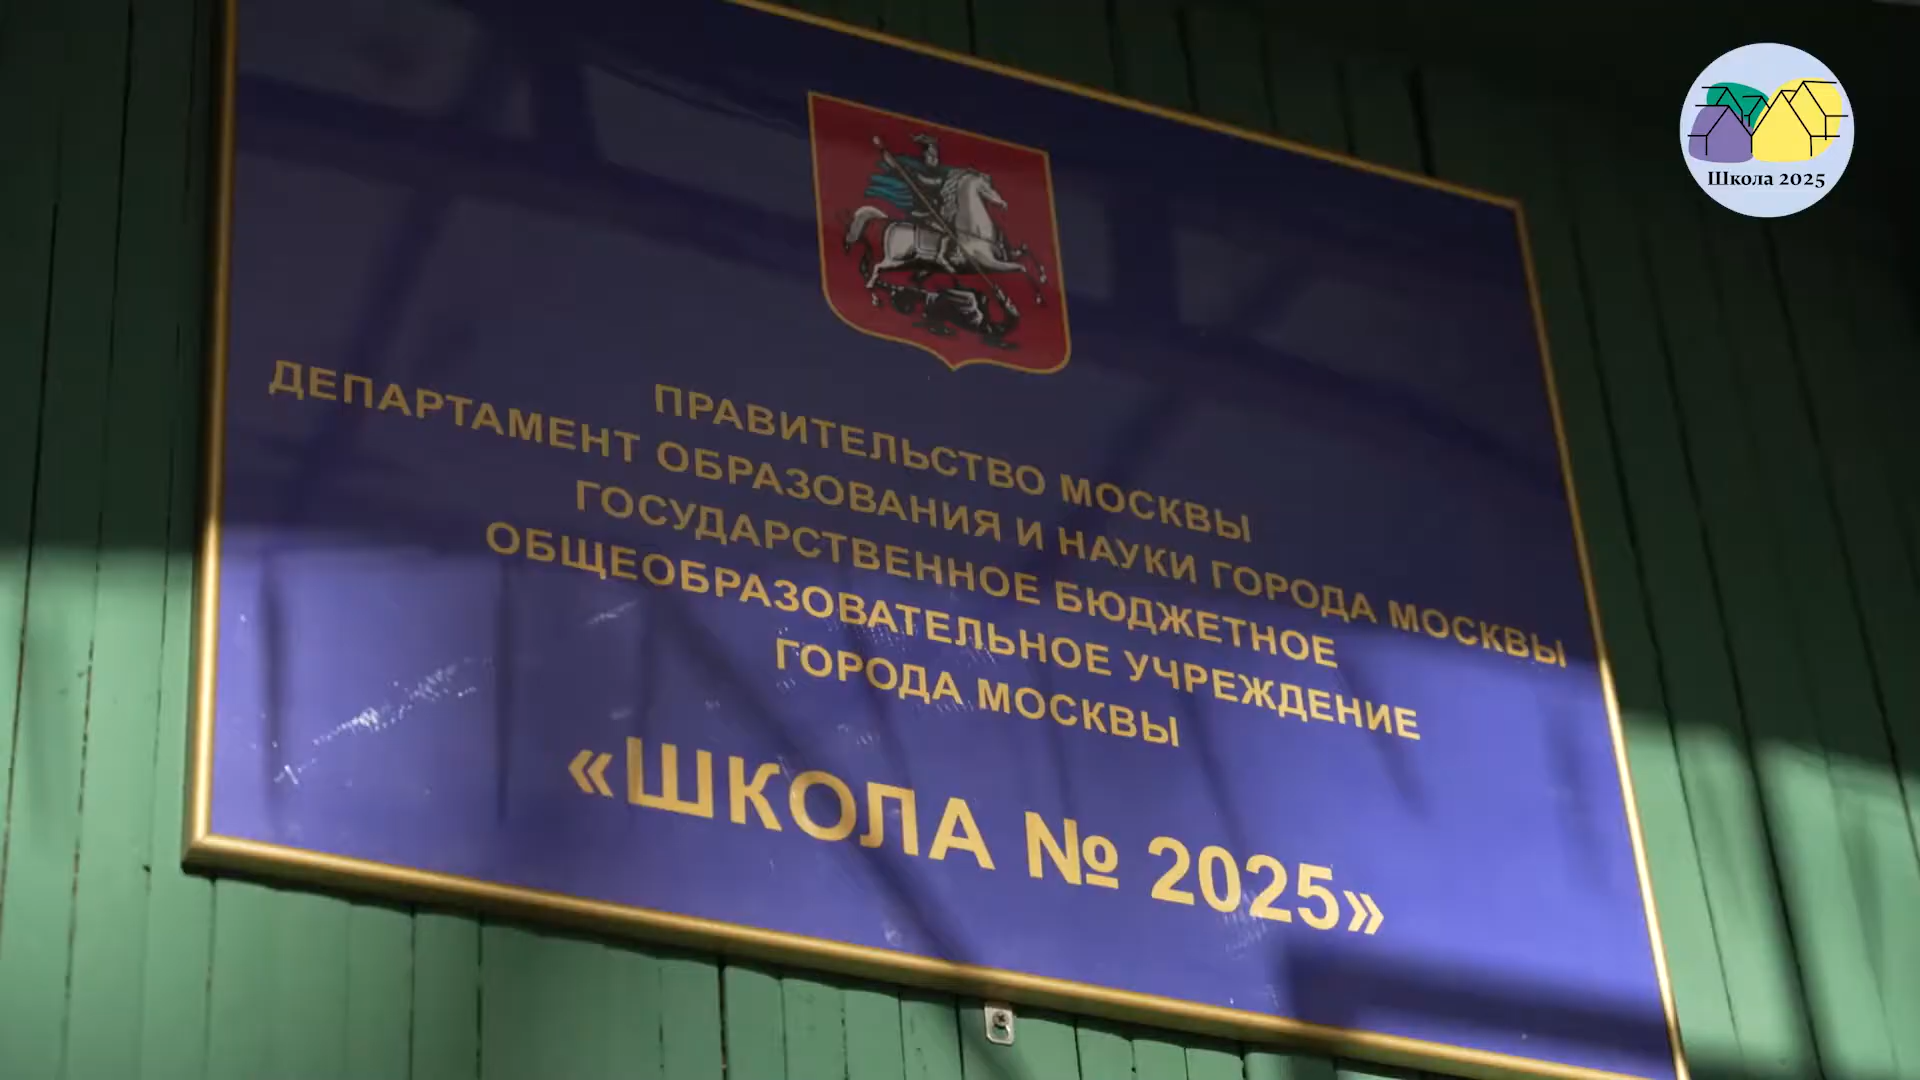 ПРАВИТЕЛЬСТВО МОСКВЫ
ДЕПАРТАМЕНТ ОБРАЗОВАНИЯ И НАУКИ ГОРОДА МОСКВЫ
ГОСУДАРСТВЕННОЕ БЮДЖЕТНОЕ
ОБЩЕОБРАЗОВАТЕЛЬНОЕ УЧРЕЖДЕНИЕ
ГОРОДА МОСКВЫ
«ШКОЛА № 2025»
Школа 2025